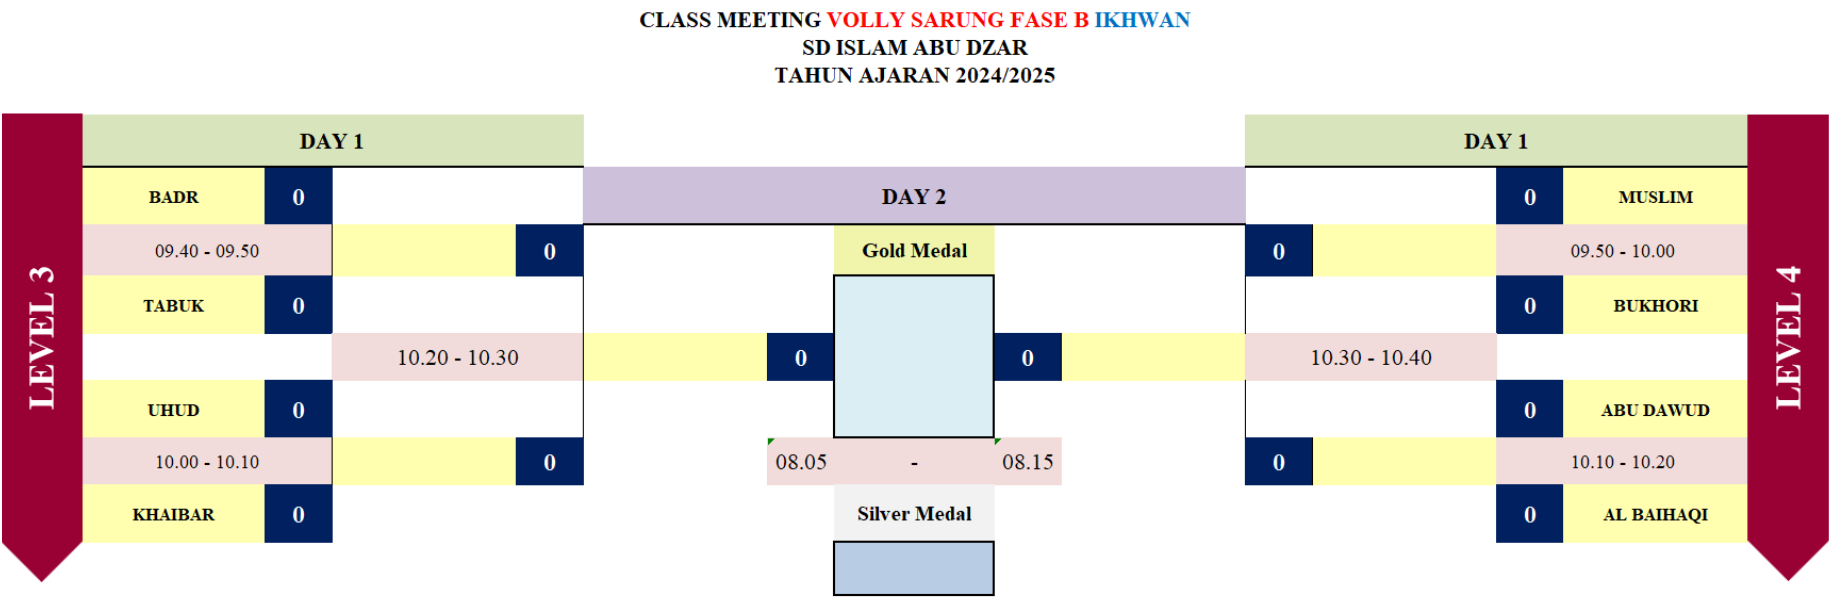 CLASS MEETING VOLLY SARUNG FASE B IKHWAN
SD ISLAM ABU DZAR
TAHUN AJARAN 2024/2025
LEVEL 3
DAY 1
BADR 0
09.40 - 09.50
0
TABUK 0
10.20 - 10.30
UHUD 0
10.00 - 10.10
0
KHAIBAR 0
DAY 2
Gold Medal
0 0
08.05 - 08.15
Silver Medal
DAY 1
0 MUSLIM
0
09.50 - 10.00
0 BUKHORI
10.30 - 10.40
0 ABU DAWUD
0
10.10 - 10.20
0 AL BAIHAQI
LEVEL 4